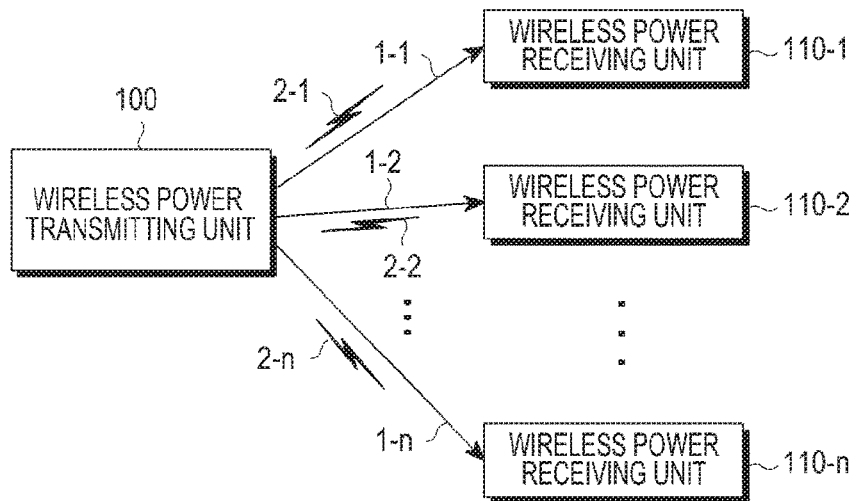 100
WIRELESS POWER
TRANSMITTING UNIT
2-1
1-1
WIRELESS POWER
RECEIVING UNIT
110-1
1-2
2-2
WIRELESS POWER
RECEIVING UNIT
110-2
2-n
1-n
WIRELESS POWER
RECEIVING UNIT
110-n